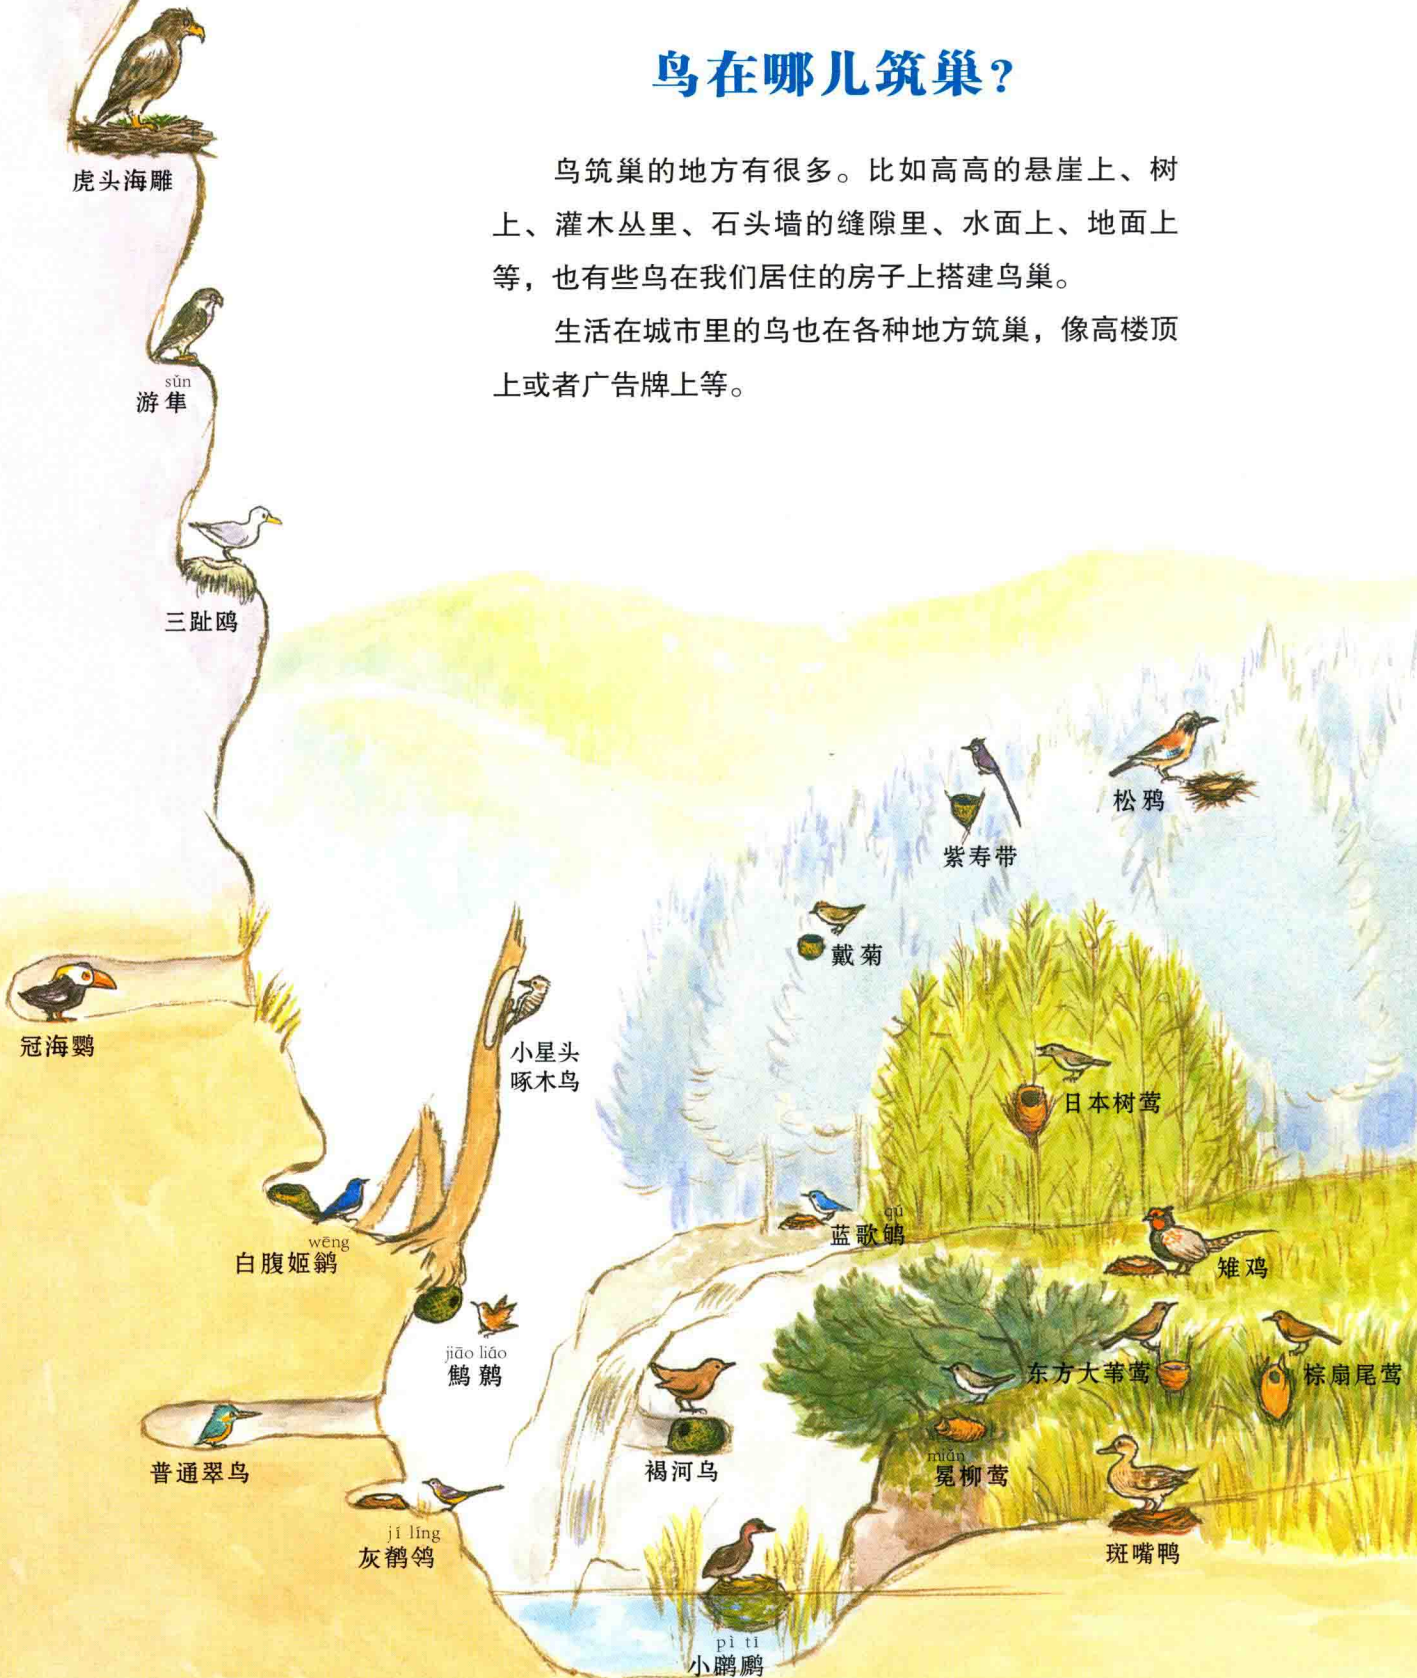 鸟在哪儿筑巢?
鸟筑巢的地方有很多。比如高高的悬崖上、树
上、灌木丛里、石头墙的缝隙里、水面上、地面上
等，也有些鸟在我们居住的房子上搭建鸟巢。
生活在城市里的鸟也在各种地方筑巢，像高楼顶
上或者广告牌上等。
虎头海雕
sǔn
游隼
三趾鸥
松鸦
紫寿带
戴菊
冠海鹦
小星头
啄木鸟
日本树莺
qú
蓝歌鸲
wēng
白腹姬鹟
雉鸡
jiāo liáo
鹪鹩
东方大苇莺
棕扇尾莺
普通翠鸟
褐河乌
miǎn
冕柳莺
jí líng
灰鹡鸰
斑嘴鸭
pì tī
小鸊鷉